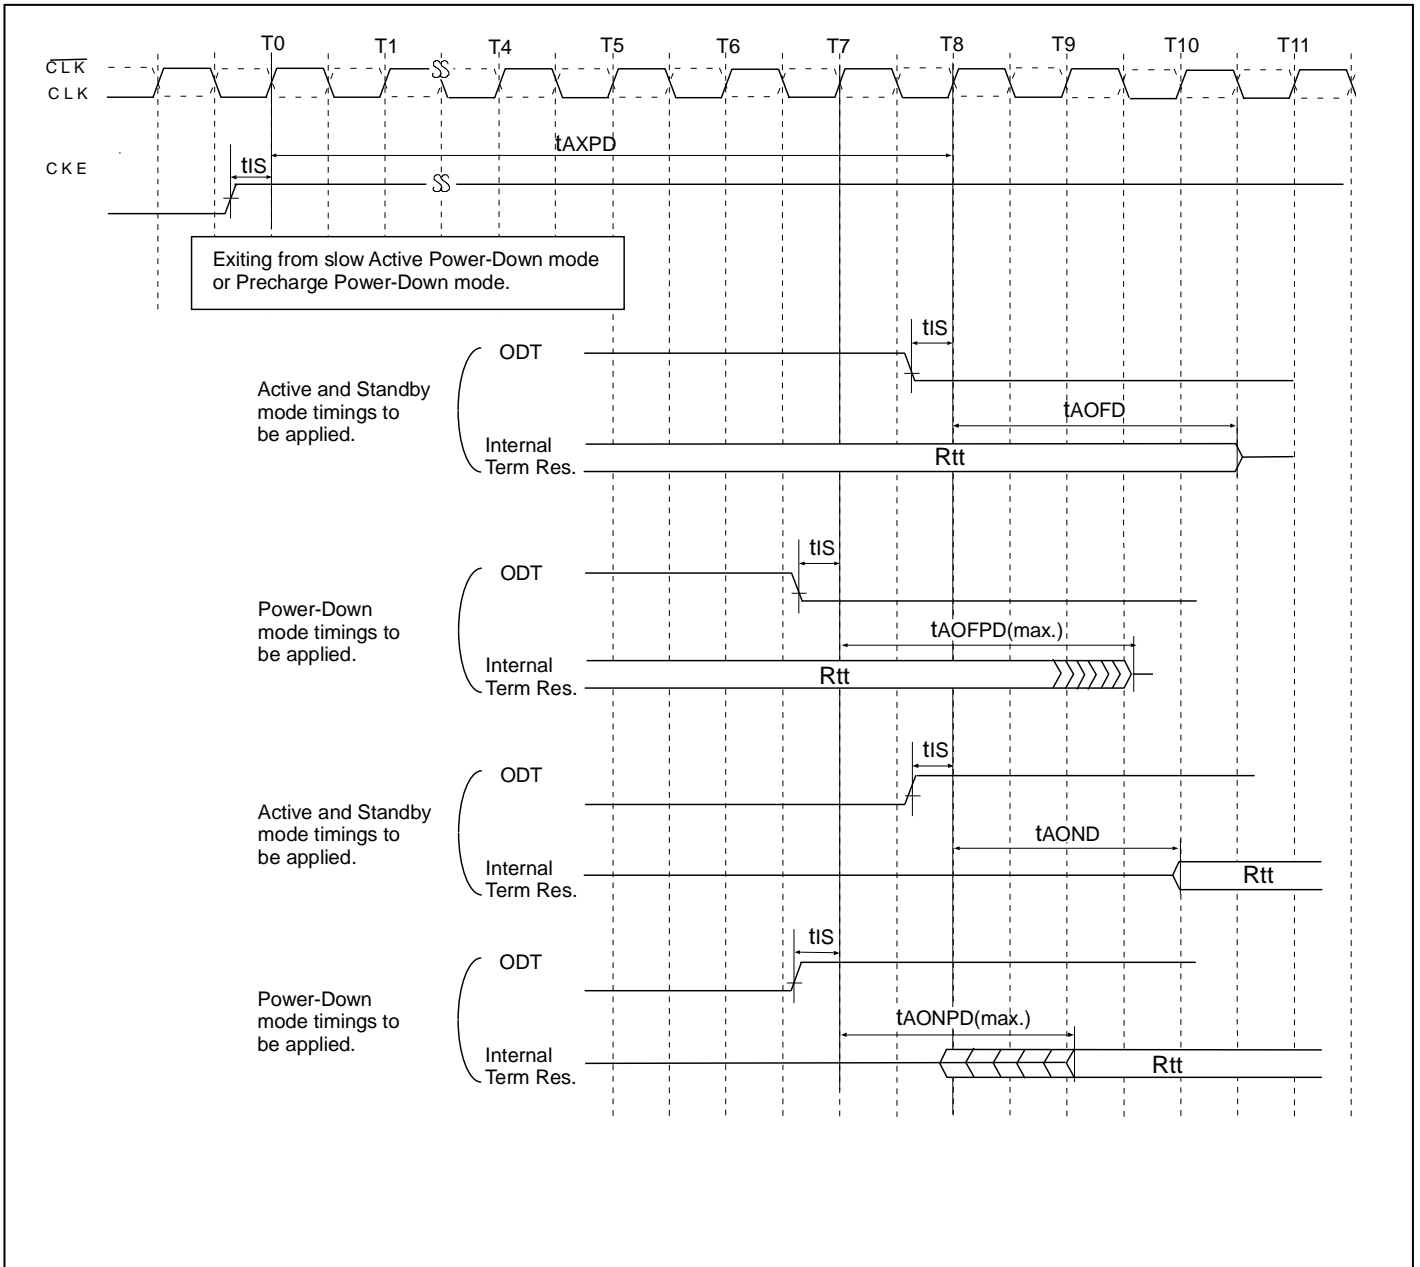 T0 T1 T4 T5 T6 T7 T8 T9 T10 T11
CLK
CLK
tAXPD
CKE
tIS
Exiting from slow Active Power-Down mode
or Precharge Power-Down mode.
tIS
ODT
Active and Standby
mode timings to
be applied.
tAOFD
Internal
Term Res.
Rtt
tIS
ODT
Power-Down
mode timings to
be applied.
tAOFPD(max.)
Internal
Term Res.
Rtt
tIS
ODT
Active and Standby
mode timings to
be applied.
tAOND
Internal
Term Res.
Rtt
tIS
ODT
Power-Down
mode timings to
be applied.
tAONPD(max.)
Internal
Term Res.
Rtt